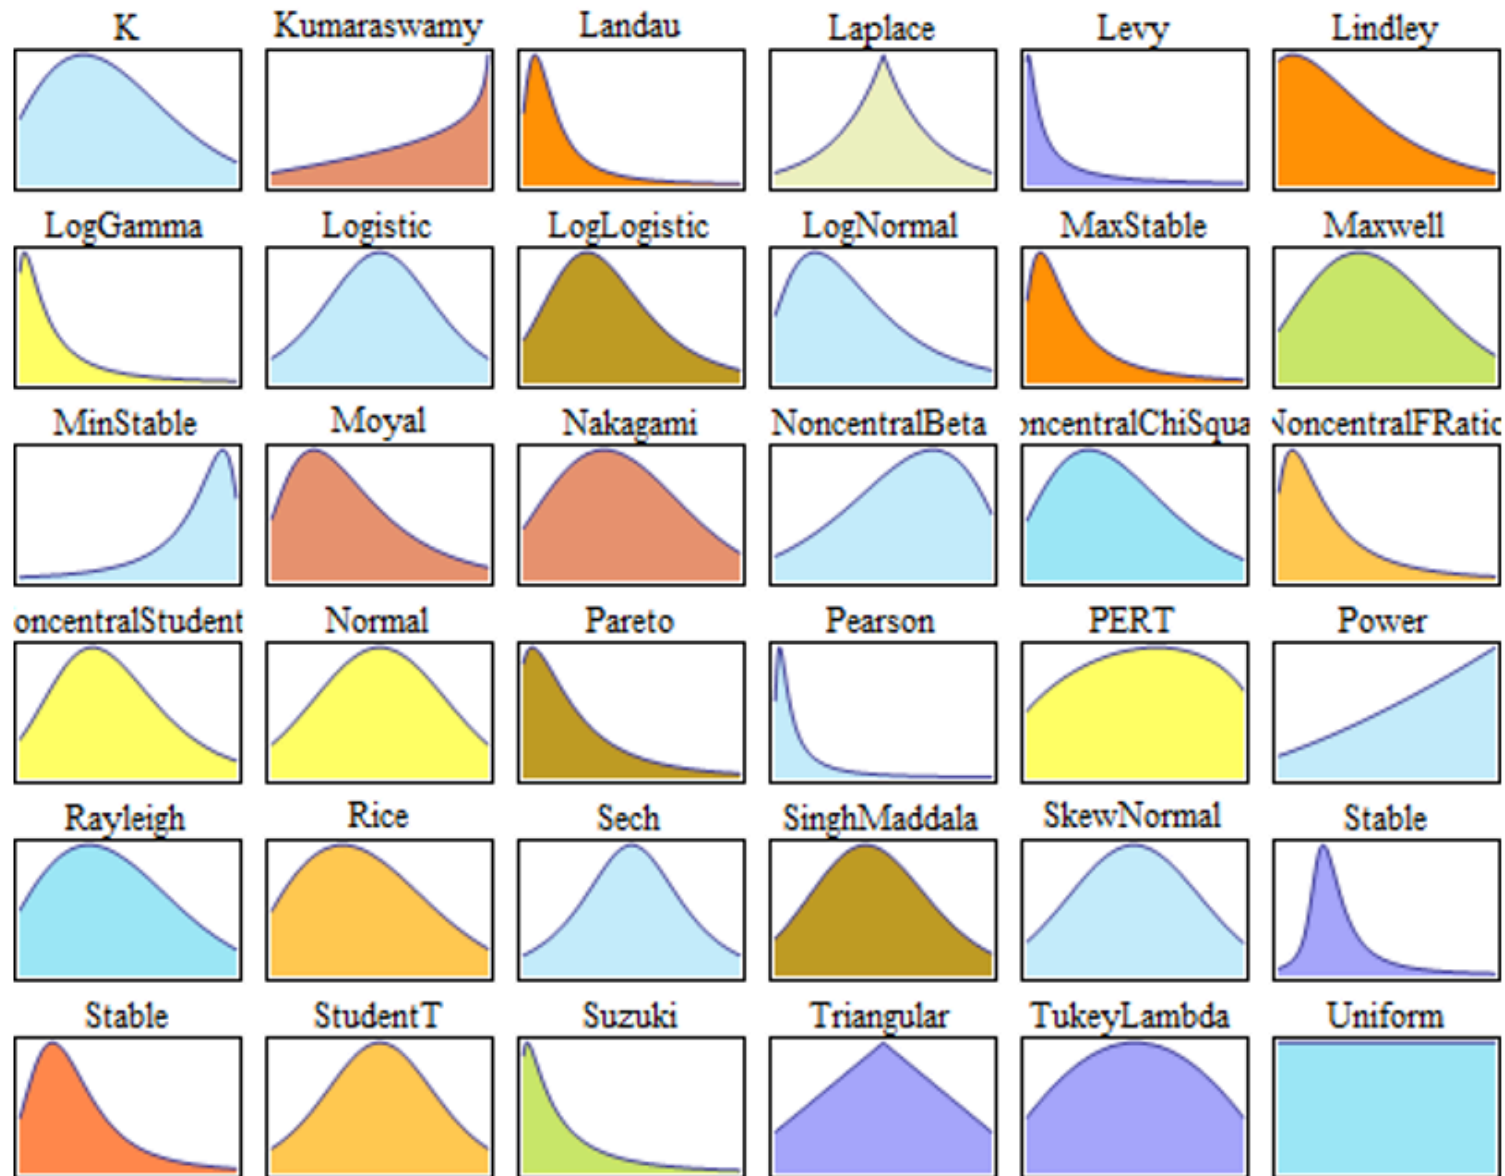 K Kumaraswamy Landau Laplace Levy Lindley
LogGamma Logistic LogLogistic LogNormal MaxStable Maxwell
MinStable Moyal Nakagami NoncentralBeta oncentralChiSqua NoncentralFRatio
oncentralStudent Normal Pareto Pearson PERT Power
Rayleigh Rice Sech SinghMaddala SkewNormal Stable
Stable StudentT Suzuki Triangular TukeyLambda Uniform